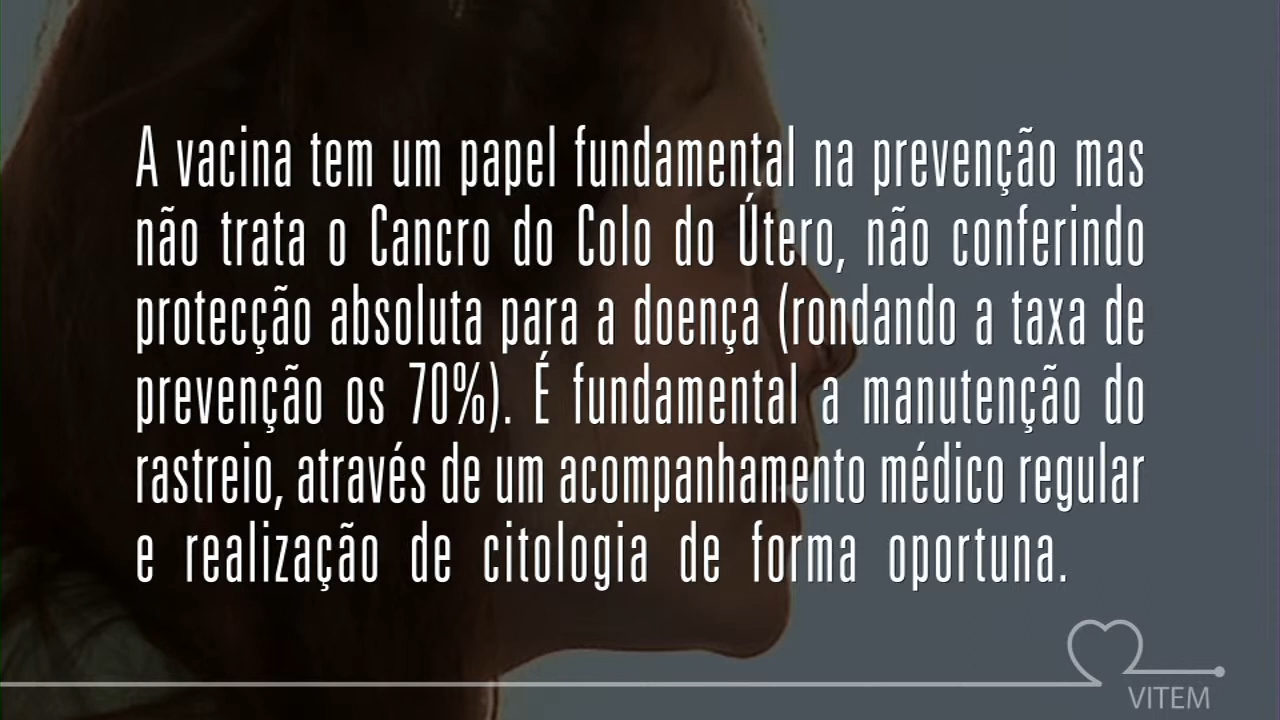 A vacina tem um papel fundamental na prevenção mas
não trata o Cancro do Colo do Útero, não conferindo
protecção absoluta para a doença (rondando a taxa de
prevenção os 70%). É fundamental a manutenção do
rastreio, através de um acompanhamento médico regular
e realização de citologia de forma oportuna.
VITEM